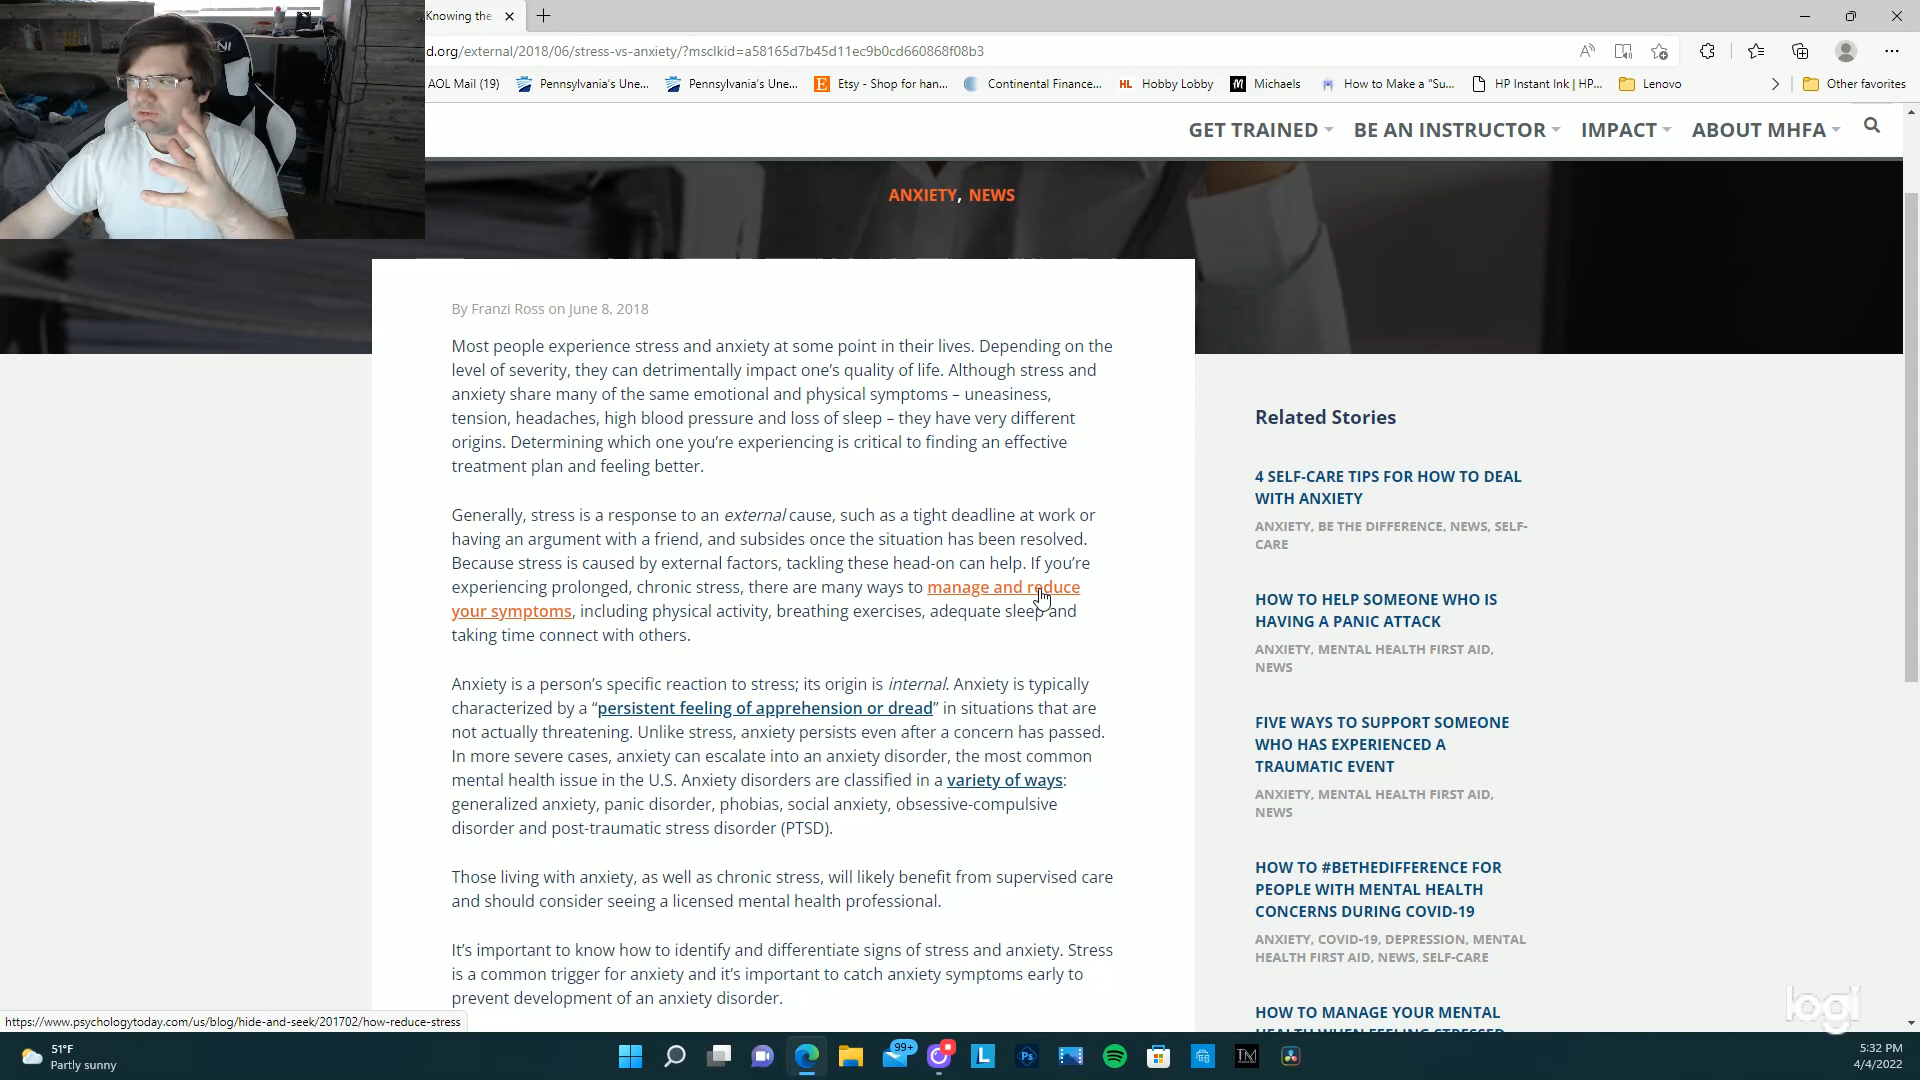 Knowing the
d.org/external/2018/06/stress-vs-anxiety/?msclkid=a58165d7b45d11ec9b0cd660868f08b3
AOL Mail (19)
Pennsylvania's Une...
Pennsylvania's Une...
Etsy - Shop for han...
Continental Finance...
HL Hobby Lobby
Michaels
How to Make a "Su...
HP Instant Ink | HP...
Lenovo
Other favorites
GET TRAINED
BE AN INSTRUCTOR
IMPACT
ABOUT MHFA
ANXIETY, NEWS
By Franzi Ross on June 8, 2018
Most people experience stress and anxiety at some point in their lives. Depending on the
level of severity, they can detrimentally impact one's quality of life. Although stress and
anxiety share many of the same emotional and physical symptoms – uneasiness,
tension, headaches, high blood pressure and loss of sleep – they have very different
origins. Determining which one you're experiencing is critical to finding an effective
treatment plan and feeling better.
Generally, stress is a response to an external cause, such as a tight deadline at work or
having an argument with a friend, and subsides once the situation has been resolved.
Because stress is caused by external factors, tackling these head-on can help. If you're
experiencing prolonged, chronic stress, there are many ways to manage and reduce
your symptoms, including physical activity, breathing exercises, adequate sleep and
taking time connect with others.
Anxiety is a person's specific reaction to stress; its origin is internal. Anxiety is typically
characterized by a “persistent feeling of apprehension or dread” in situations that are
not actually threatening. Unlike stress, anxiety persists even after a concern has passed.
In more severe cases, anxiety can escalate into an anxiety disorder, the most common
mental health issue in the U.S. Anxiety disorders are classified in a variety of ways:
generalized anxiety, panic disorder, phobias, social anxiety, obsessive-compulsive
disorder and post-traumatic stress disorder (PTSD).
Those living with anxiety, as well as chronic stress, will likely benefit from supervised care
and should consider seeing a licensed mental health professional.
It's important to know how to identify and differentiate signs of stress and anxiety. Stress
is a common trigger for anxiety and it's important to catch anxiety symptoms early to
prevent development of an anxiety disorder.
Related Stories
4 SELF-CARE TIPS FOR HOW TO DEAL
WITH ANXIETY
ANXIETY, BE THE DIFFERENCE, NEWS, SELF-
CARE
HOW TO HELP SOMEONE WHO IS
HAVING A PANIC ATTACK
ANXIETY, MENTAL HEALTH FIRST AID,
NEWS
FIVE WAYS TO SUPPORT SOMEONE
WHO HAS EXPERIENCED A
TRAUMATIC EVENT
ANXIETY, MENTAL HEALTH FIRST AID,
NEWS
HOW TO #BETHEDIFFERENCE FOR
PEOPLE WITH MENTAL HEALTH
CONCERNS DURING COVID-19
ANXIETY, COVID-19, DEPRESSION, MENTAL
HEALTH FIRST AID, NEWS, SELF-CARE
HOW TO MANAGE YOUR MENTAL
HEALTH WHEN FEELING STRESSED
logi
https://www.psychologytoday.com/us/blog/hide-and-seek/201702/how-reduce-stress
51°F
Partly sunny
99+
L
Ps
TM
5:32 PM
4/4/2022